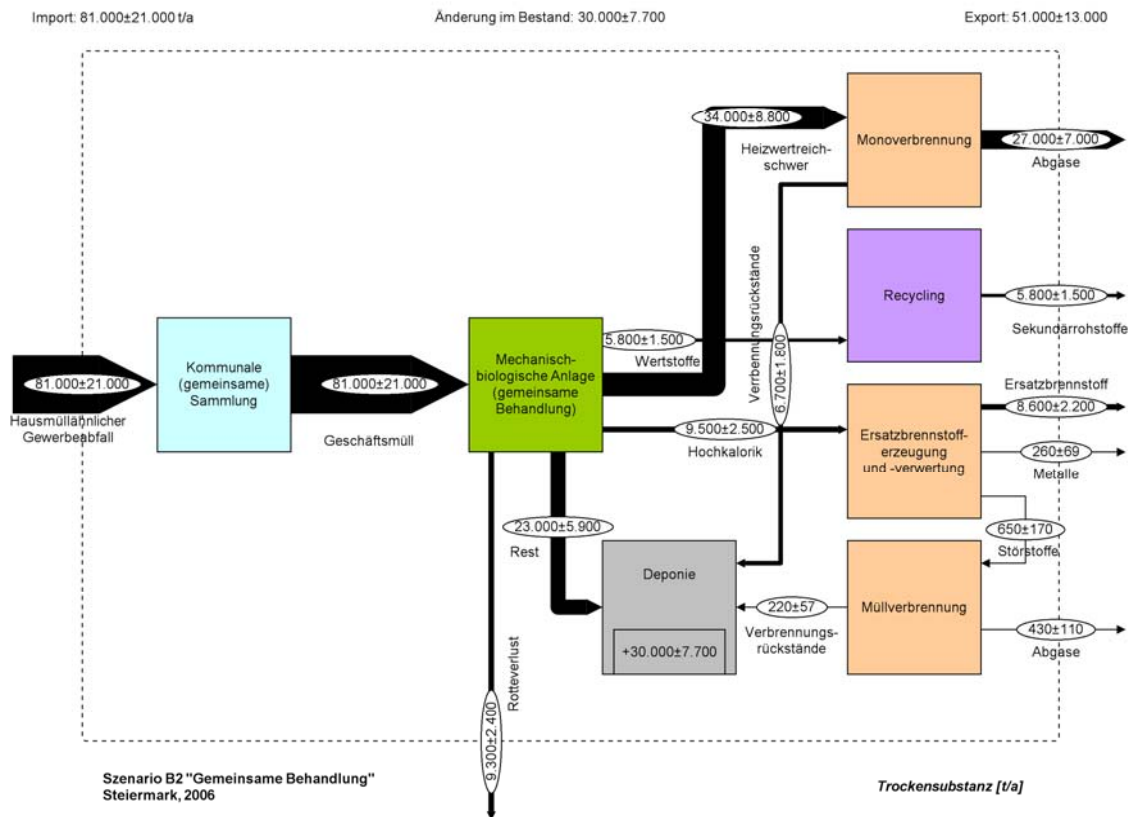 Import: 81.000±21.000 t/a
Änderung im Bestand: 30.000±7.700
Export: 51.000±13.000
34.000±8.800
Heizwertreich-
schwer
Monoverbrennung
27.000±7.000
Abgase
Verrbennungsrückstände
6.700±1.800
Recycling
5.800±1.500
Sekundärrohstoffe
81.000±21.000
Hausmüllähnlicher
Gewerbeabfall
Kommunale
(gemeinsame)
Sammlung
81.000±21.000
Geschäftsmüll
Mechanisch-
biologische Anlage
(gemeinsame
Behandlung)
5.800±1.500
Wertstoffe
9.500±2.500
Hochkalorik
Ersatzbrennstoff-
erzeugung
und -verwertung
Ersatzbrennstoff
8.600±2.200
260±69
Metalle
650±170
Störstoffe
23.000±5.900
Rest
Deponie
+30.000±7.700
220±57
Verbrennungs-
rückstände
Müllverbrennung
430±110
Abgase
Rotteverlust
9.300±2.400
Szenario B2 "Gemeinsame Behandlung"
Steiermark, 2006
Trockensubstanz [t/a]